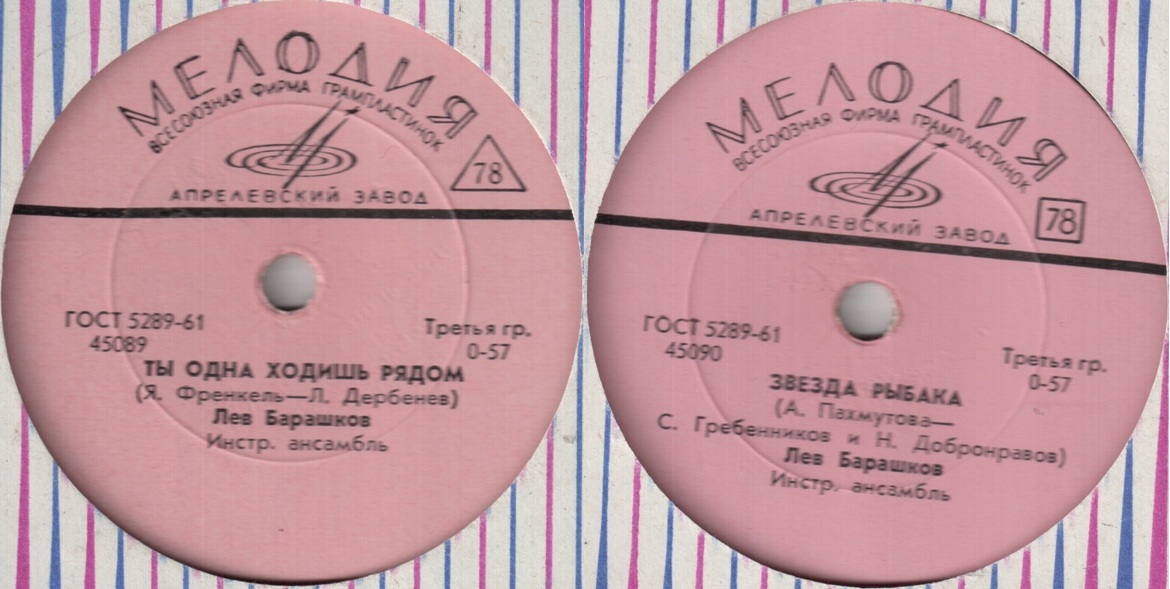 МЕЛОДИЯ
ВСЕСОЮЗНАЯ ФИРМА ГРАМПЛАСТИНОК
78
АПРЕЛЕВСКИЙ ЗАВОД
ГОСТ 5289-61
45089
Третья гр.
0-57
ТЫ ОДНА ХОДИШЬ РЯДОМ
(Я. Френкель—Л. Дербенев)
Лев Барашков
Инстр. ансамбль
МЕЛОДИЯ
ВСЕСОЮЗНАЯ ФИРМА ГРАМПЛАСТИНОК
78
АПРЕЛЕВСКИЙ ЗАВОД
ГОСТ 5289-61
45090
Третья гр.
0-57
ЗВЕЗДА РЫБАКА
(А. Пахмутова—
С. Гребенников и Н. Добронравов)
Лев Барашков
Инстр. ансамбль